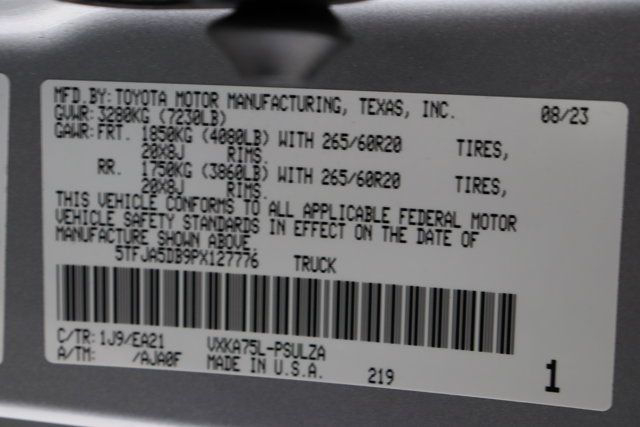 MFD.BY: TOYOTA MOTOR MANUFACTURING, TEXAS, INC. 08/23
GVWR: 3280KG (7230LB)
GAWR: FRT. 1850KG (4080LB) WITH 265/60R20 TIRES,
20X8J RIMS.
RR. 1750KG (3860LB) WITH 265/60R20 TIRES,
20X8J RIMS.
THIS VEHICLE CONFORMS TO ALL APPLICABLE FEDERAL MOTOR
VEHICLE SAFETY STANDARDS IN EFFECT ON THE DATE OF
MANUFACTURE SHOWN ABOVE.
5TFJA5DB9PX127776 TRUCK
C/TR: 1J9/EA21 VXKA75L-PSULZA
A/TM: /AJA0F MADE IN U.S.A. 219 1